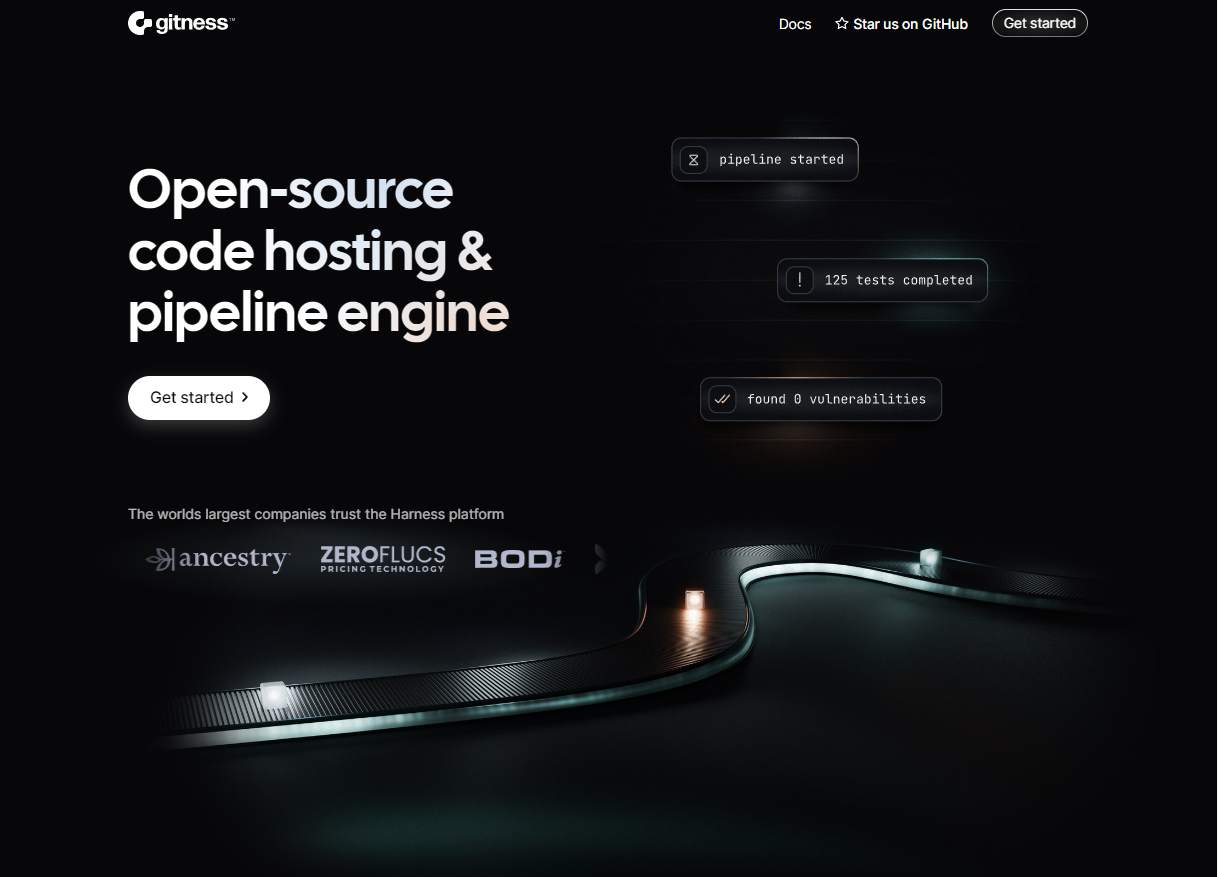 gitness™
Docs
Star us on GitHub
Get started
Open-source
code hosting &
pipeline engine
Get started
pipeline started
125 tests completed
found 0 vulnerabilities
The worlds largest companies trust the Harness platform
ancestry
ZEROFLUCS
PRICING TECHNOLOGY
BODi